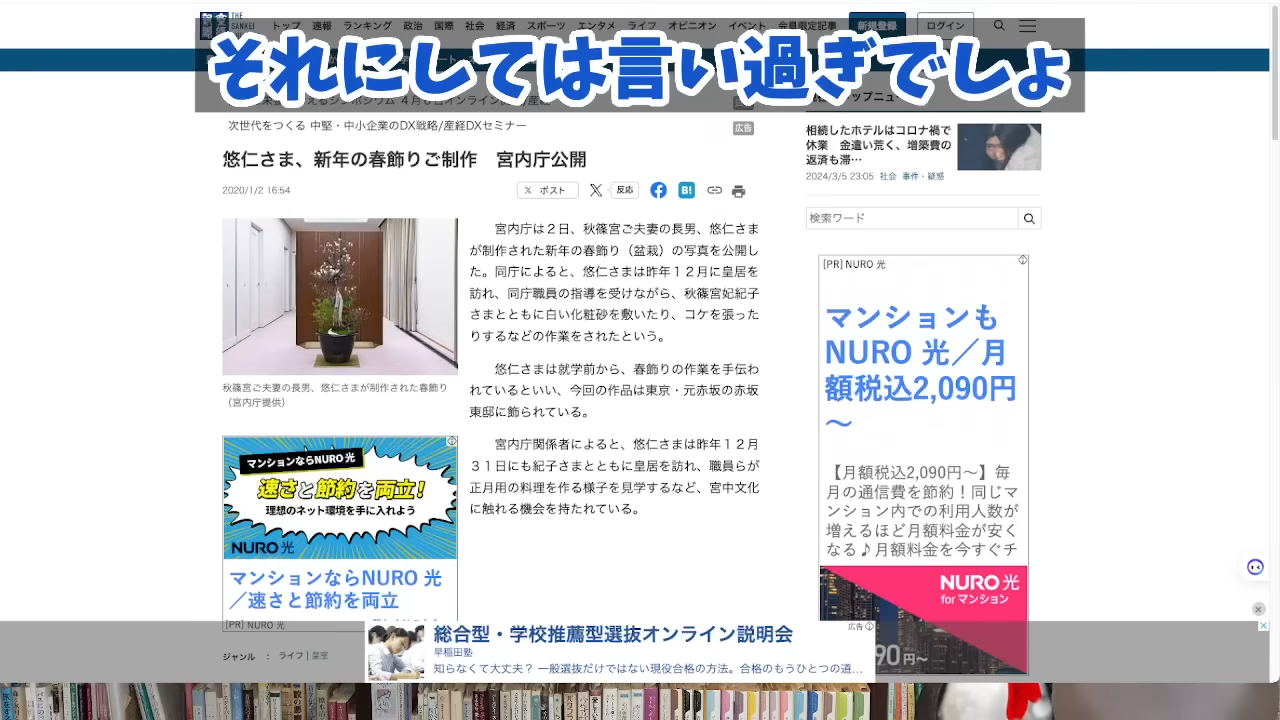 THE SANKEI
トップ 速報 ランキング 政治 国際 社会 経済 スポーツ エンタメ ライフ オピニオン イベント 会員限定記事 新規登録 ログイン
それにしては言い過ぎでしょ
次世代をつくる 中堅・中小企業のDX戦略/産経DXセミナー
広告
悠仁さま、新年の春飾りご制作　宮内庁公開
2020/1/2 16:54
ポスト
反応
B!
宮内庁は２日、秋篠宮ご夫妻の長男、悠仁さま
が制作された新年の春飾り（盆栽）の写真を公開し
た。同庁によると、悠仁さまは昨年１２月に皇居を
訪れ、同庁職員の指導を受けながら、秋篠宮妃紀子
さまとともに白い化粧砂を敷いたり、コケを張った
りするなどの作業をされたという。
悠仁さまは就学前から、春飾りの作業を手伝わ
れているといい、今回の作品は東京・元赤坂の赤坂
東邸に飾られている。
宮内庁関係者によると、悠仁さまは昨年１２月
３１日にも紀子さまとともに皇居を訪れ、職員らが
正月用の料理を作る様子を見学するなど、宮中文化
に触れる機会を持たれている。
秋篠宮ご夫妻の長男、悠仁さまが制作された春飾り
（宮内庁提供）
マンションならNURO 光
速さと節約を両立！
理想のネット環境を手に入れよう
NURO 光
マンションならNURO 光
／速さと節約を両立
[PR] NURO 光
ジャンル ： ライフ | 皇室
相続したホテルはコロナ禍で
休業　金遣い荒く、増築費の
返済も滞…
2024/3/5 23:05 社会 事件・疑惑
検索ワード
[PR] NURO 光
マンションも
NURO 光／月
額税込2,090円
～
【月額税込2,090円～】毎
月の通信費を節約！同じマ
ンション内での利用人数が
増えるほど月額料金が安く
なる♪月額料金を今すぐチ
NURO 光
for マンション
90円～
広告
総合型・学校推薦型選抜オンライン説明会
早稲田塾
知らなくて大丈夫？ 一般選抜だけではない現役合格の方法。合格のもうひとつの道…